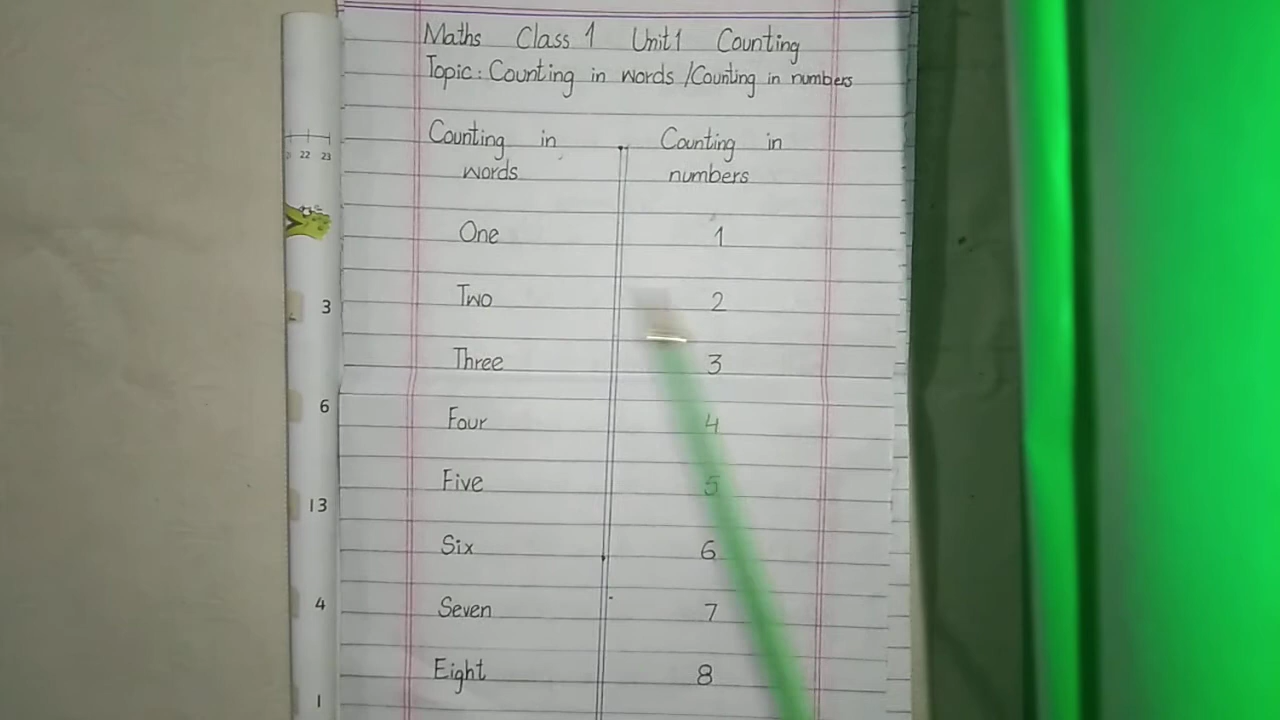 Maths Class 1 Unit 1 Counting
Topic: Counting in words / Counting in numbers
Counting in words
Counting in numbers
One 1
Two 2
Three 3
Four 4
Five 5
Six 6
Seven 7
Eight 8
22 23
3
6
13
4
1